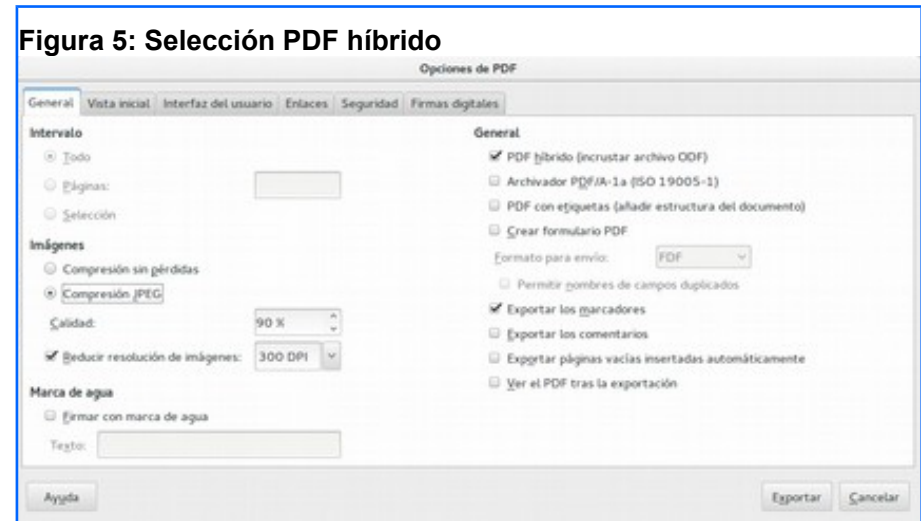 Figura 5: Selección PDF híbrido
Opciones de PDF
General Vista inicial Interfaz del usuario Enlaces Seguridad Firmas digitales
Intervalo
Todo
Páginas:
Selección
Imágenes
Compresión sin pérdidas
Compresión JPEG
Calidad: 90 %
Reducir resolución de imágenes: 300 DPI
Marca de agua
Firmar con marca de agua
Texto:
General
PDF híbrido (incrustar archivo ODF)
Archivador PDF/A-1a (ISO 19005-1)
PDF con etiquetas (añadir estructura del documento)
Crear formulario PDF
Formato para envío: FDF
Permitir nombres de campos duplicados
Exportar los marcadores
Exportar los comentarios
Exportar páginas vacías insertadas automáticamente
Ver el PDF tras la exportación
Ayuda Exportar Cancelar